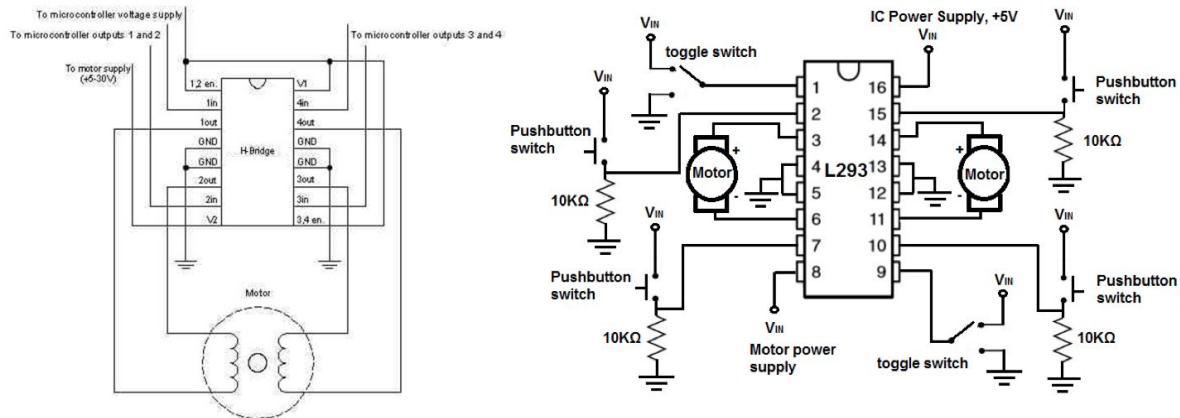 To microcontroller voltage supply
To microcontroller outputs 1 and 2
To microcontroller outputs 3 and 4
To motor supply
(+5-30V)
1,2 en.
V1
1in
4in
1out
4out
GND
GND
H-Bridge
GND
GND
2out
3out
2in
3in
V2
3,4 en.
Motor
VIN
IC Power Supply, +5V
VIN
toggle switch
VIN
VIN
Pushbutton
switch
1
16
2
15
3
14
4
13
5
12
6
11
7
10
8
9
L293
Pushbutton
switch
10KΩ
+
Motor
-
+
Motor
-
10KΩ
VIN
Pushbutton
switch
10KΩ
VIN
Motor power
supply
VIN
toggle switch
VIN
Pushbutton
switch
10KΩ